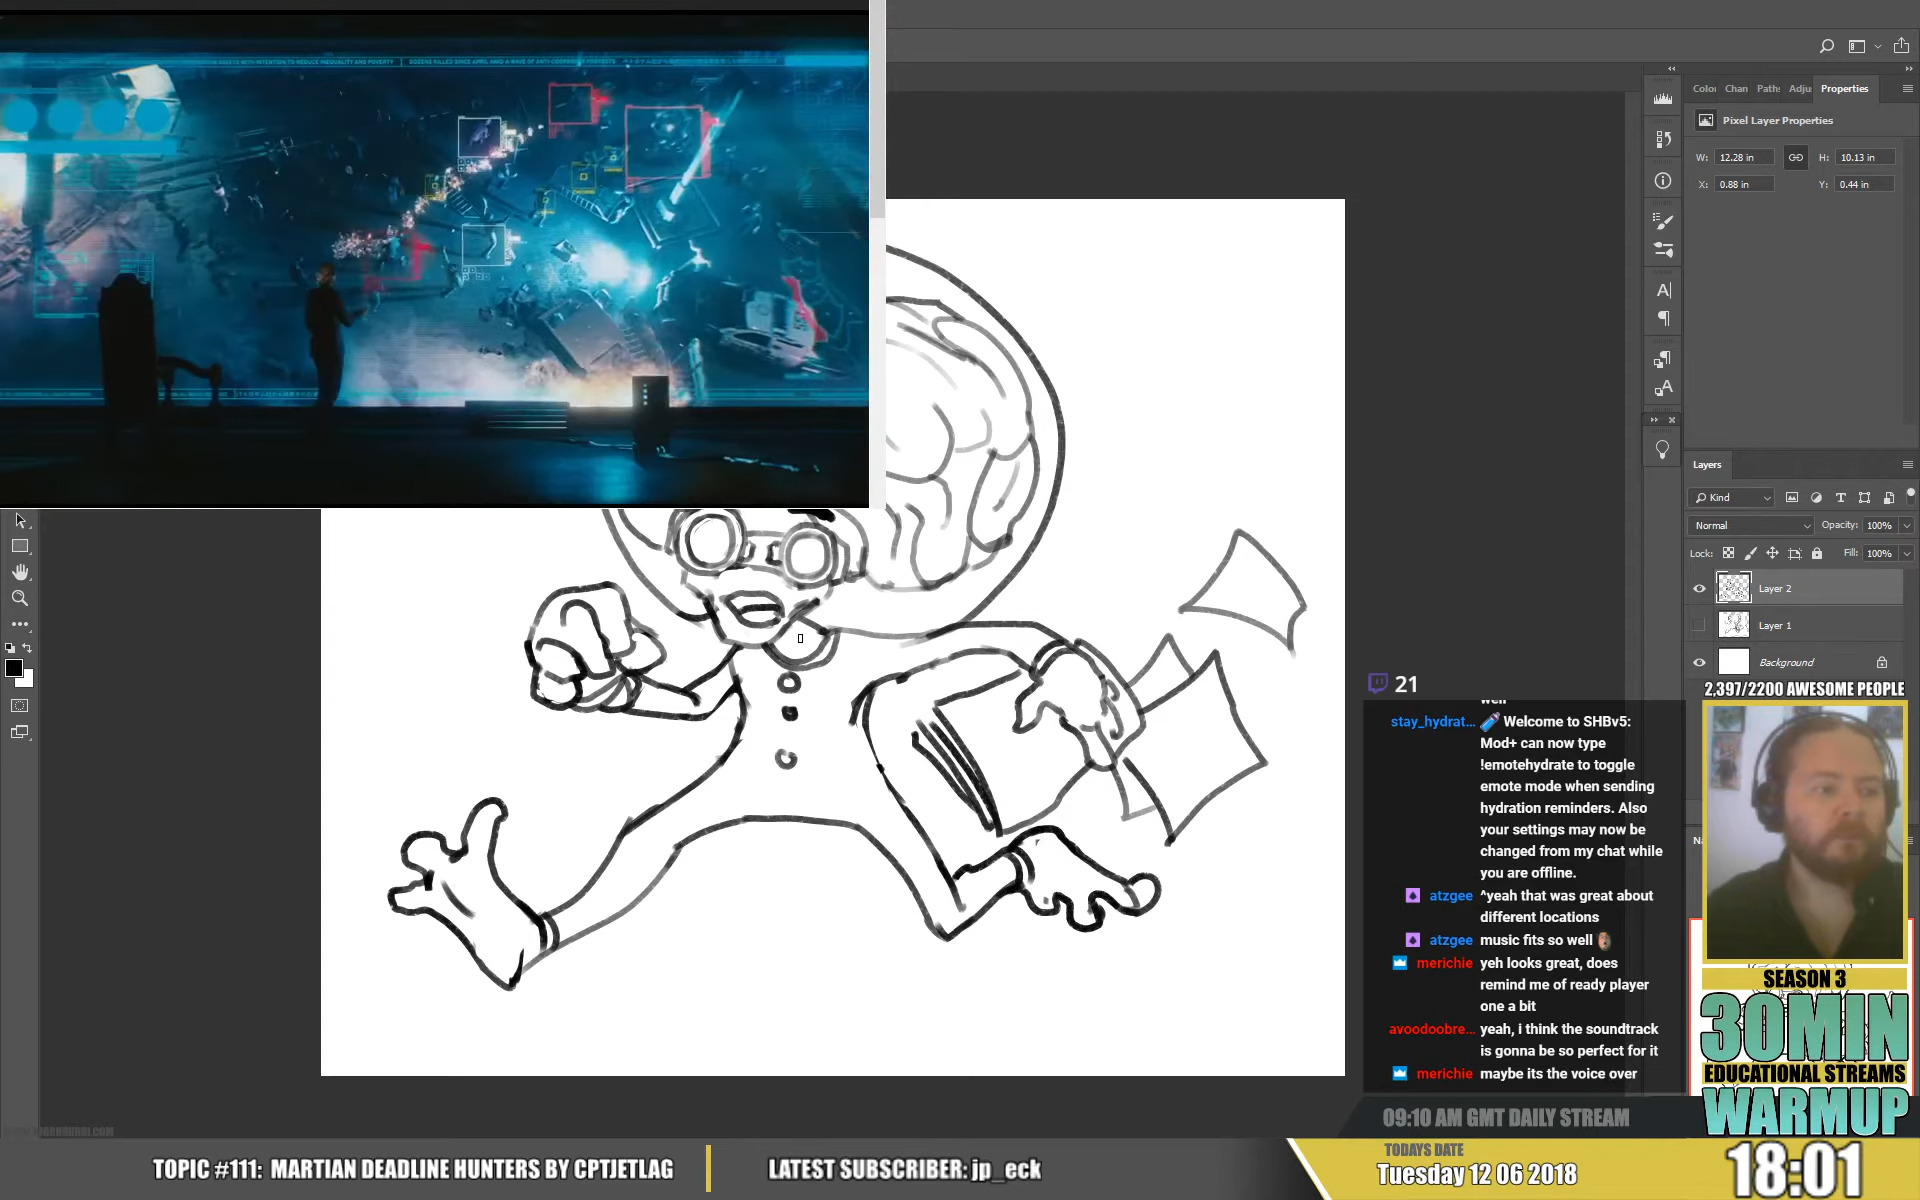 Color
Chan
Paths
Adju
Properties
Pixel Layer Properties
W: 12.28 in
H: 10.13 in
X: 0.88 in
Y: 0.44 in
Layers
Kind
Normal
Opacity: 100%
Lock:
Fill: 100%
Layer 2
Layer 1
Background
2,397/2200 AWESOME PEOPLE
21
well
stay_hydrat... Welcome to SHBv5:
Mod+ can now type
!emotehydrate to toggle
emote mode when sending
hydration reminders. Also
your settings may now be
changed from my chat while
you are offline.
atzgee ^yeah that was great about
different locations
atzgee music fits so well
merichie yeh looks great, does
remind me of ready player
one a bit
avoodoobre... yeah, i think the soundtrack
is gonna be so perfect for it
merichie maybe its the voice over
SEASON 3
30MIN
EDUCATIONAL STREAMS
WARMUP
09:10 AM GMT DAILY STREAM
TOPIC #111: MARTIAN DEADLINE HUNTERS BY CPTJETLAG
LATEST SUBSCRIBER: jp_eck
TODAYS DATE
Tuesday 12 06 2018
18:01